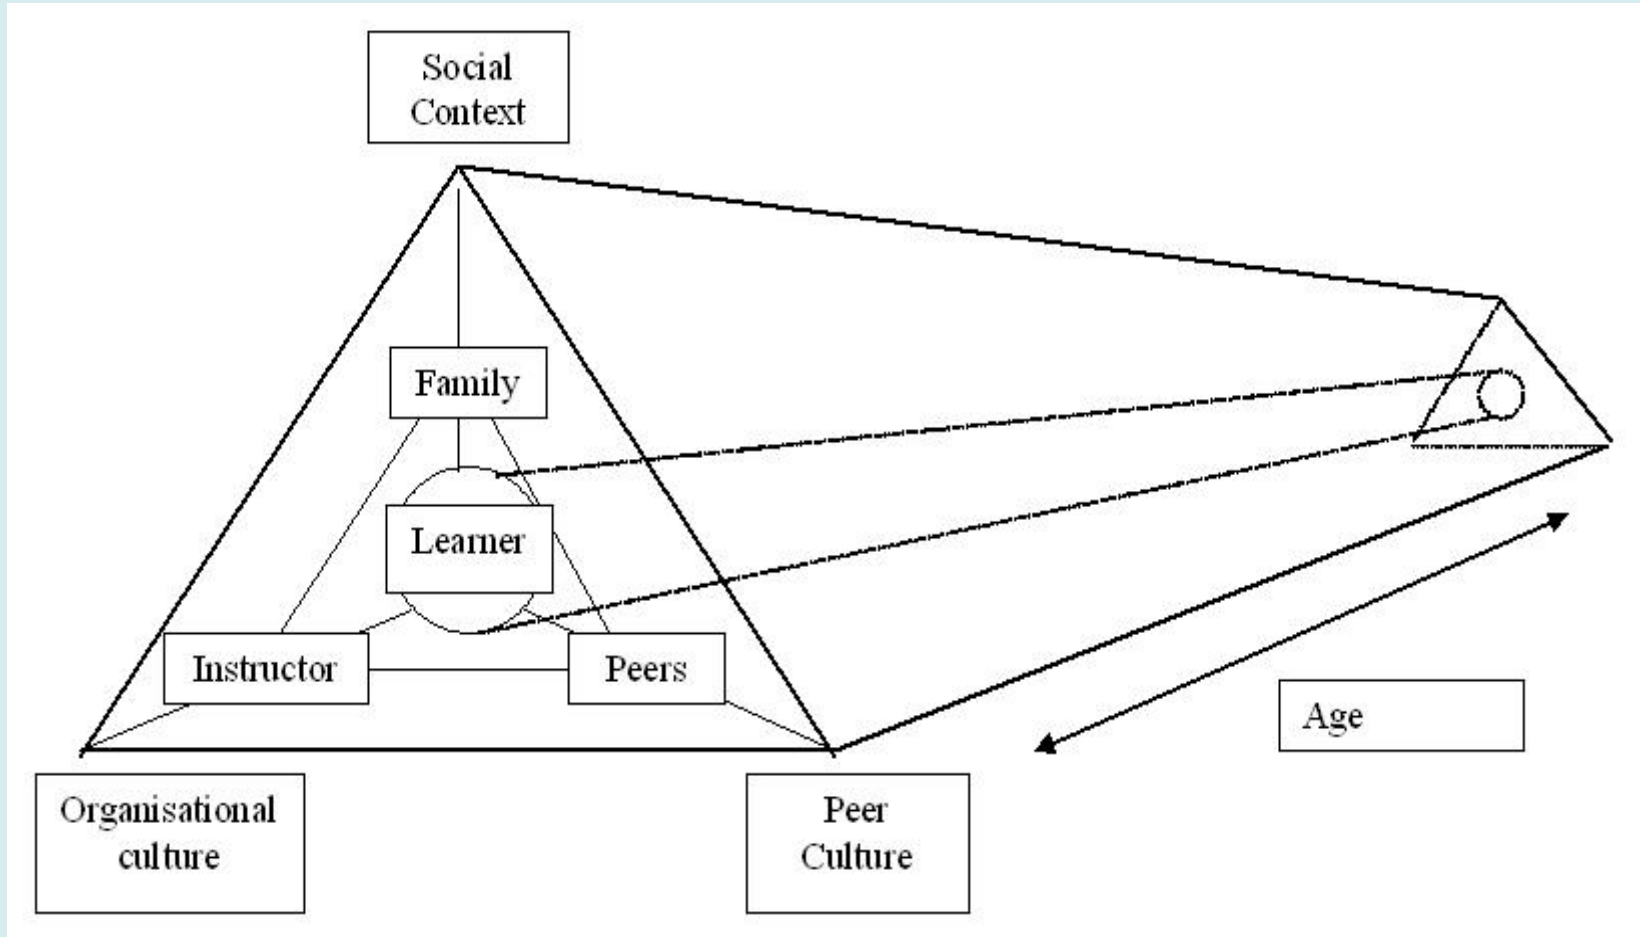 Social
Context
Family
Learner
Instructor
Peers
Age
Organisational
culture
Peer
Culture